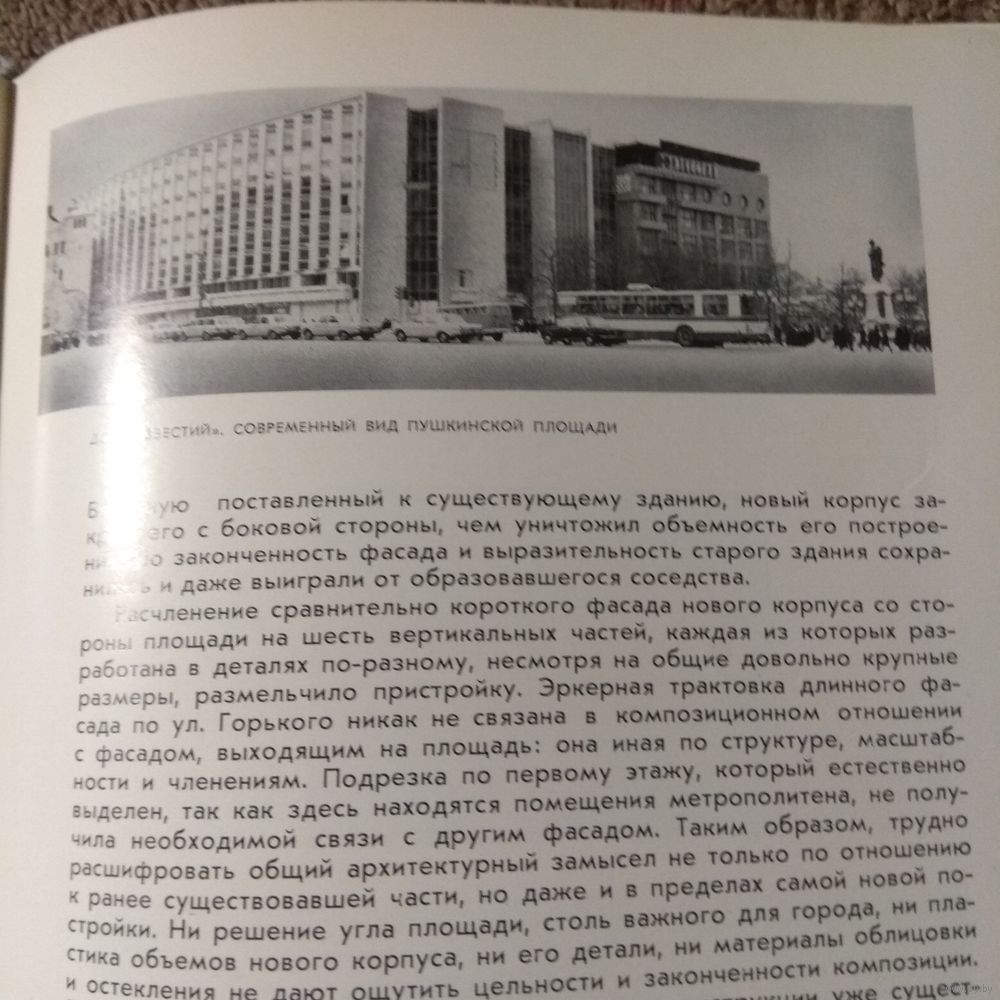 ИЗВЕСТИЙ». СОВРЕМЕННЫЙ ВИД ПУШКИНСКОЙ ПЛОЩАДИ
поставленный к существующему зданию, новый корпус за-
его с боковой стороны, чем уничтожил объемность его построе-
но законченность фасада и выразительность старого здания сохра-
нились и даже выиграли от образовавшегося соседства.
Расчленение сравнительно короткого фасада нового корпуса со сто-
роны площади на шесть вертикальных частей, каждая из которых раз-
работана в деталях по-разному, несмотря на общие довольно крупные
размеры, размельчило пристройку. Эркерная трактовка длинного фа-
сада по ул. Горького никак не связана в композиционном отношении
с фасадом, выходящим на площадь: она иная по структуре, масштаб-
ности и членениям. Подрезка по первому этажу, который естественно
выделен, так как здесь находятся помещения метрополитена, не полу-
чила необходимой связи с другим фасадом. Таким образом, трудно
расшифровать общий архитектурный замысел не только по отношению
к ранее существовавшей части, но даже и в пределах самой новой по-
стройки. Ни решение угла площади, столь важного для города, ни пла-
стика объемов нового корпуса, ни его детали, ни материалы облицовки
и остекления не дают ощутить цельности и законченности композиции.
уже сущест-